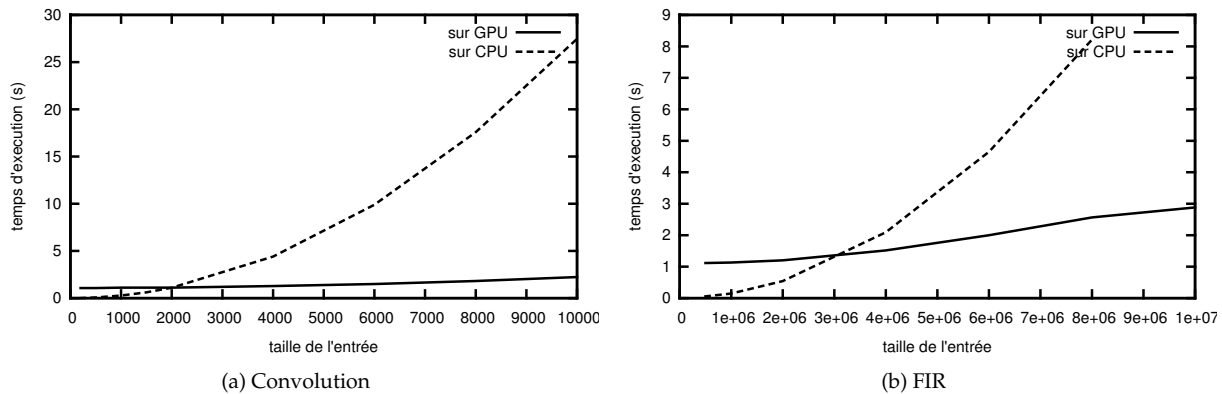 30
25
20
15
10
5
0
temps d'execution (s)
sur GPU
sur CPU
0 1000 2000 3000 4000 5000 6000 7000 8000 9000 10000
taille de l'entrée
(a) Convolution
9
8
7
6
5
4
3
2
1
0
temps d'execution (s)
sur GPU
sur CPU
0 1e+06 2e+06 3e+06 4e+06 5e+06 6e+06 7e+06 8e+06 9e+06 1e+07
taille de l'entrée
(b) FIR